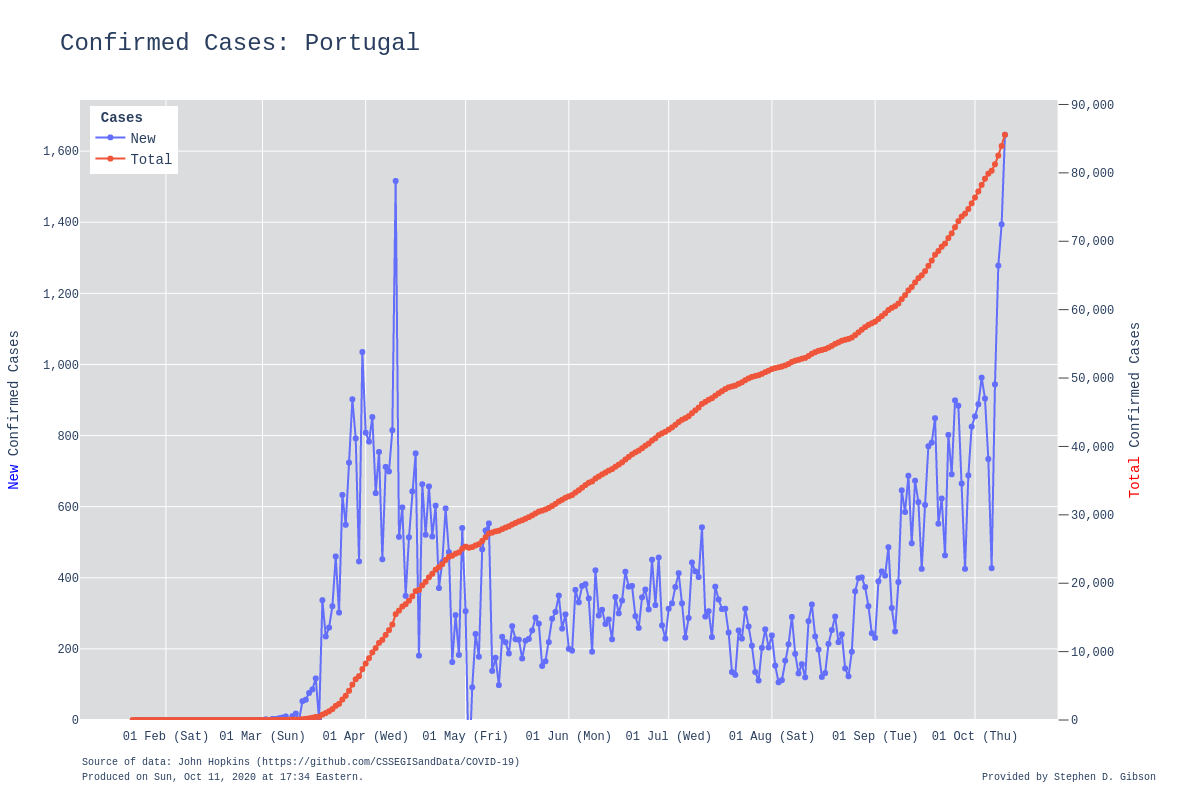 Confirmed Cases: Portugal
Cases
New
Total
1,600
1,400
1,200
1,000
800
600
400
200
0
90,000
80,000
70,000
60,000
50,000
40,000
30,000
20,000
10,000
0
New Confirmed Cases
Total Confirmed Cases
01 Feb (Sat) 01 Mar (Sun) 01 Apr (Wed) 01 May (Fri) 01 Jun (Mon) 01 Jul (Wed) 01 Aug (Sat) 01 Sep (Tue) 01 Oct (Thu)
Source of data: John Hopkins (https://github.com/CSSEGISandData/COVID-19)
Produced on Sun, Oct 11, 2020 at 17:34 Eastern.
Provided by Stephen D. Gibson